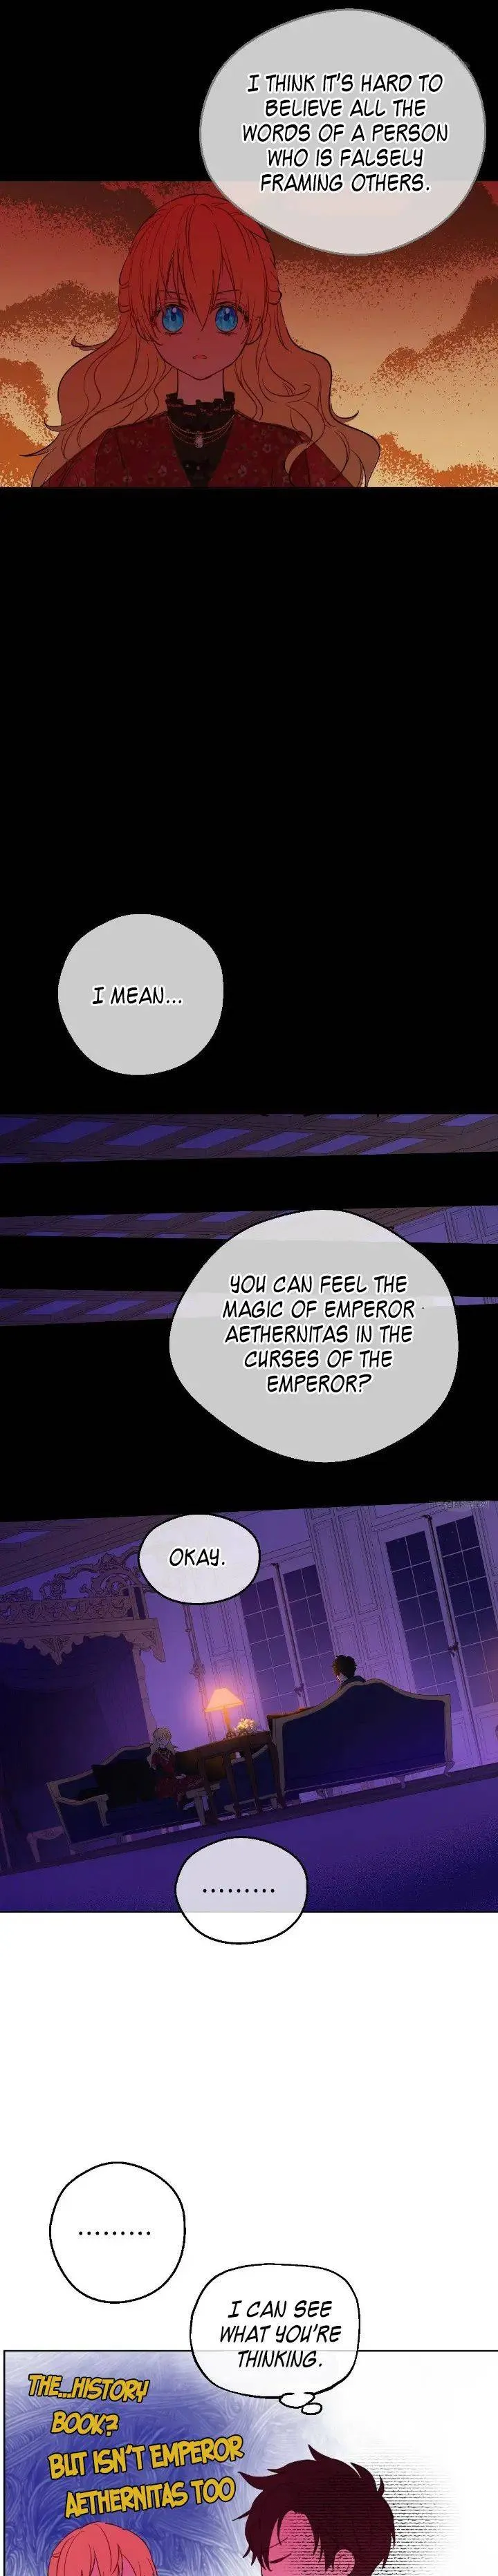 I THINK IT'S HARD TO
BELIEVE ALL THE
WORDS OF A PERSON
WHO IS FALSELY
FRAMING OTHERS.
I MEAN...
YOU CAN FEEL THE
MAGIC OF EMPEROR
AETHERNITAS IN THE
CURSES OF THE
EMPEROR?
OKAY.
.........
.........
I CAN SEE
WHAT YOU'RE
THINKING.
THE...HISTORY
BOOK?
BUT ISN'T EMPEROR
AETHERNITAS TOO